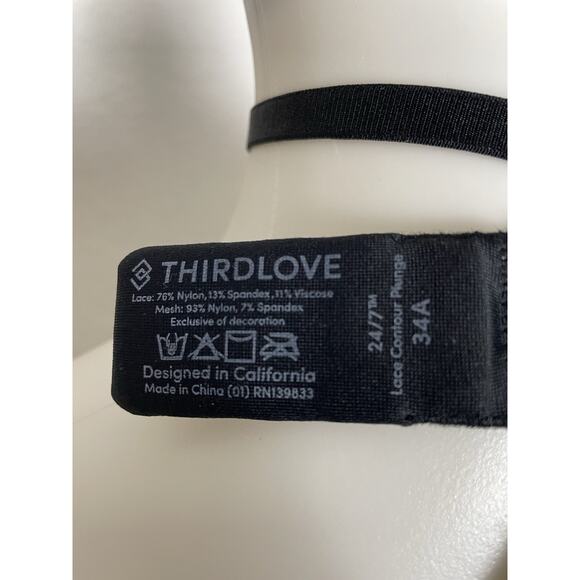 THIRDLOVE
Lace: 76% Nylon, 13% Spandex, 11% Viscose
Mesh: 93% Nylon, 7% Spandex
Exclusive of decoration
Designed in California
Made in China (01) RN139833
24/7™
Lace Contour Plunge
34A